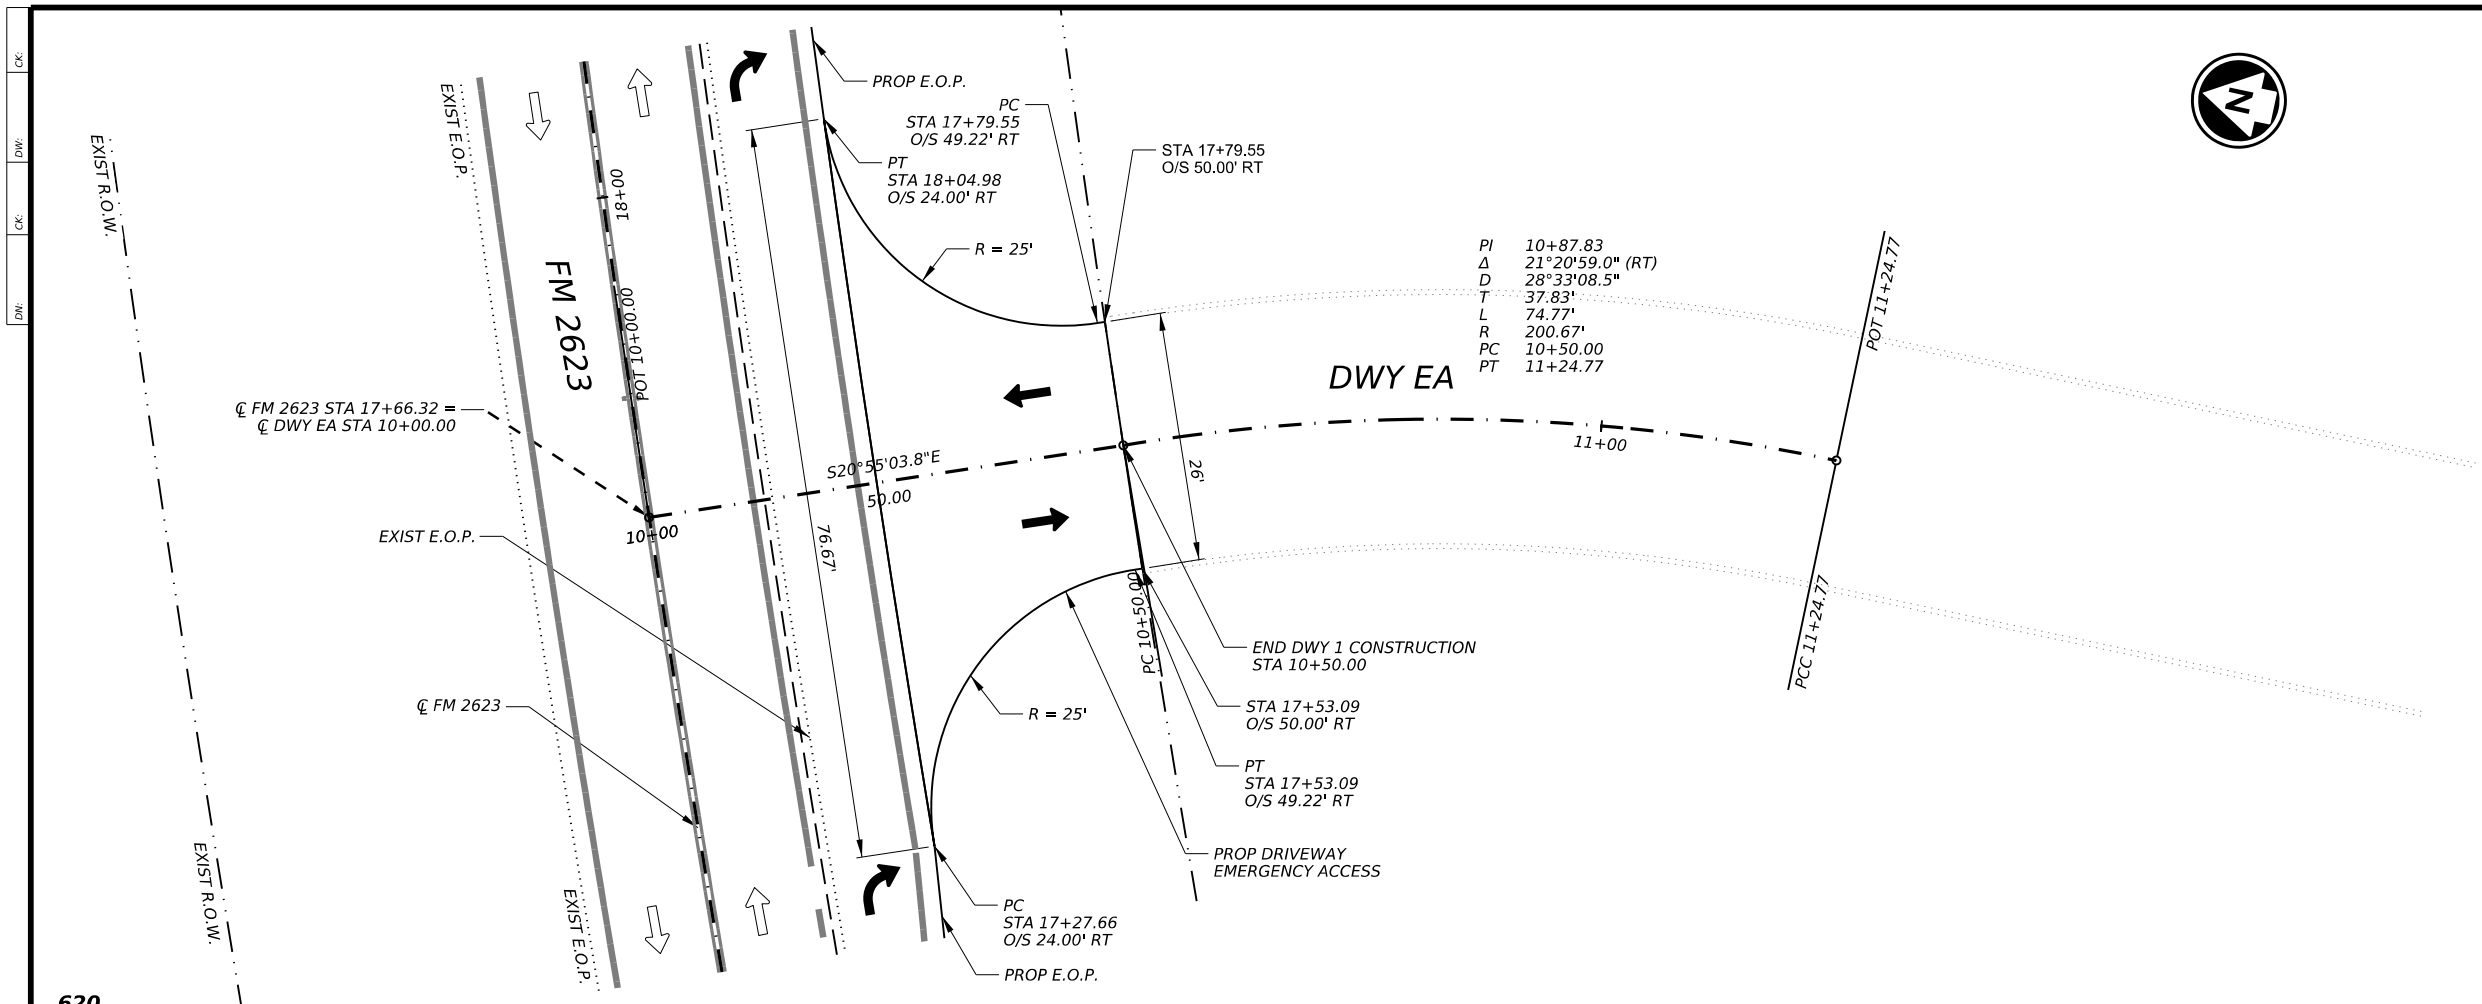 CK:
DW:
CK:
DN:
EXIST R.O.W.
EXIST E.O.P.
PROP E.O.P.
PC
STA 17+79.55
O/S 49.22' RT
PT
STA 18+04.98
O/S 24.00' RT
STA 17+79.55
O/S 50.00' RT
N
18+00
R = 25'
FM 2623
POT 10+00.00
PI 10+87.83
Δ 21°20'59.0" (RT)
D 28°33'08.5"
T 37.83'
L 74.77'
R 200.67'
PC 10+50.00
PT 11+24.77
POT 11+24.77
DWY EA
℄ FM 2623 STA 17+66.32 =
℄ DWY EA STA 10+00.00
11+00
S20°55'03.8"E
50.00
26'
10+00
EXIST E.O.P.
76.67'
PC 10+50.00
PCC 11+24.77
END DWY 1 CONSTRUCTION
STA 10+50.00
℄ FM 2623
R = 25'
STA 17+53.09
O/S 50.00' RT
PT
STA 17+53.09
O/S 49.22' RT
PROP DRIVEWAY
EMERGENCY ACCESS
EXIST R.O.W.
EXIST E.O.P.
PC
STA 17+27.66
O/S 24.00' RT
PROP E.O.P.
620